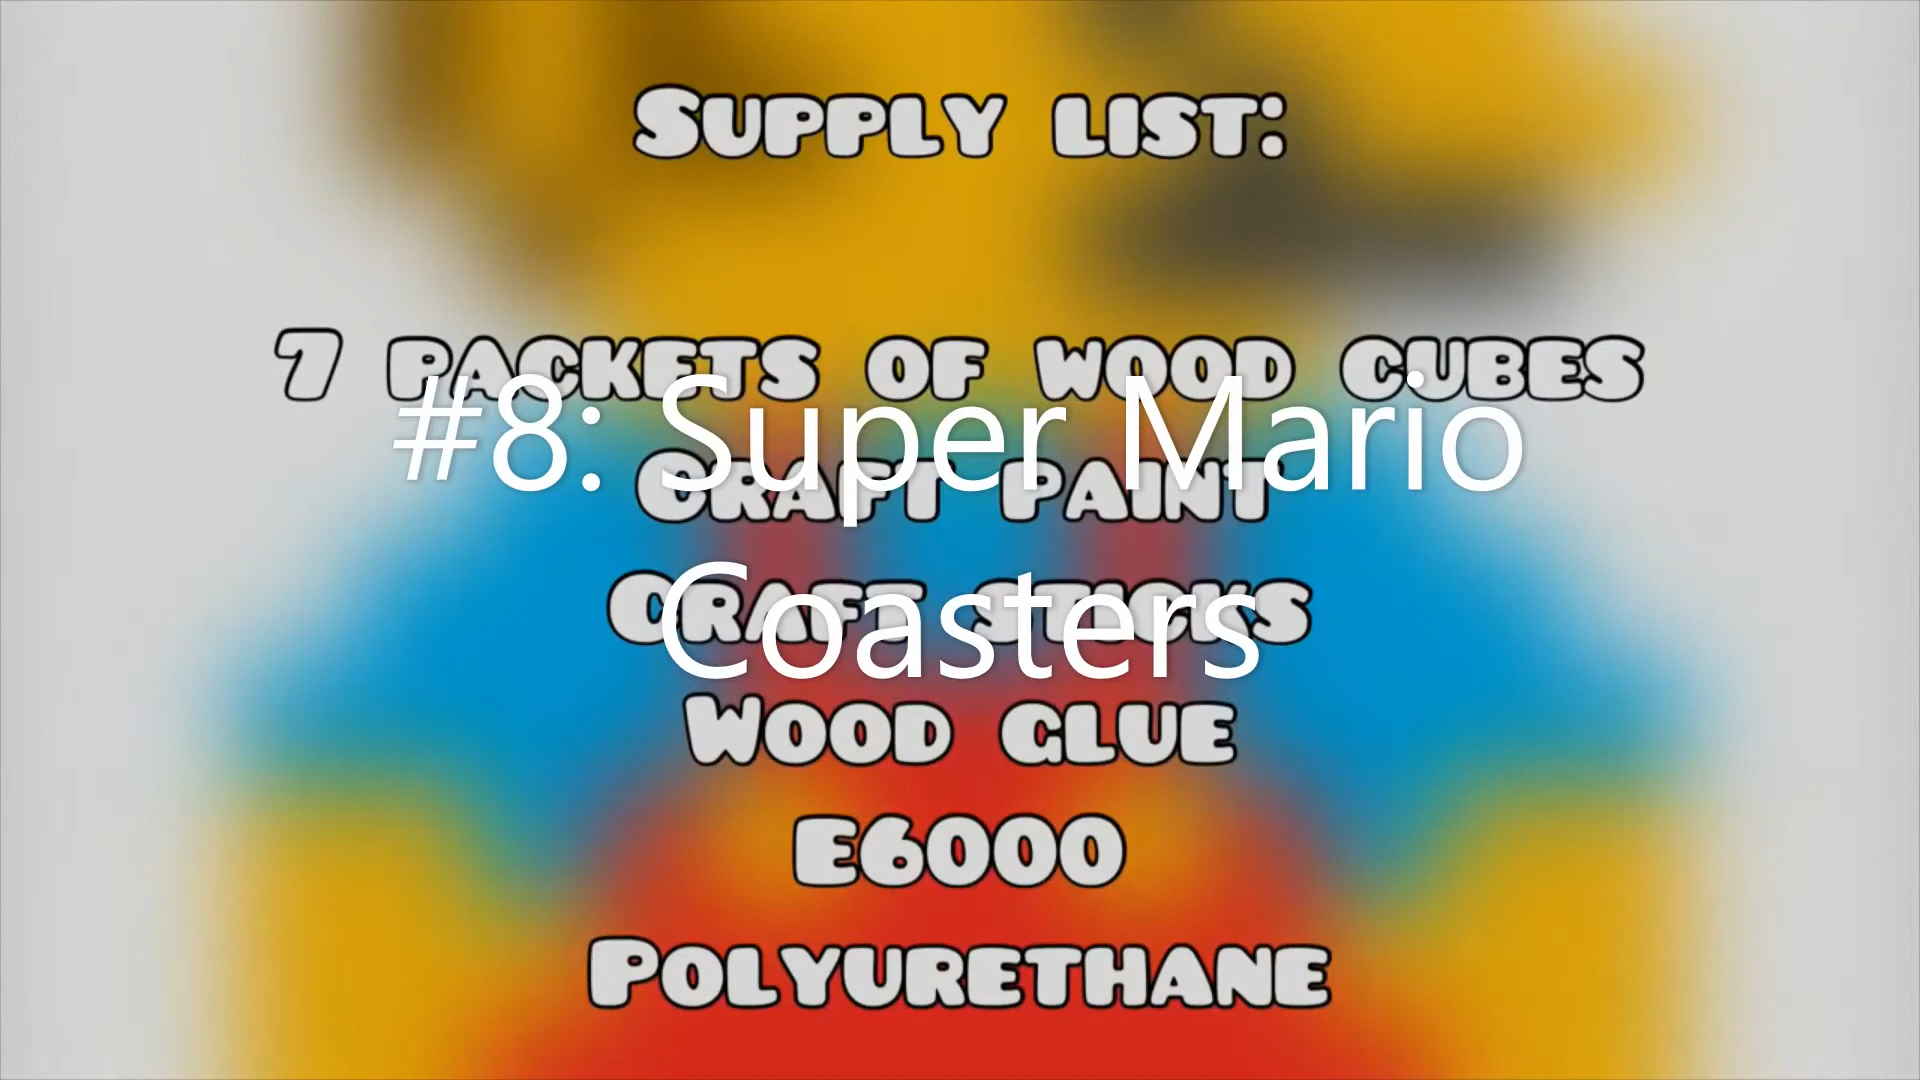 Supply list:
7 packets of wood cubes
#8: Super Mario
Craft paint
Craft sticks
Coasters
Wood glue
E6000
Polyurethane